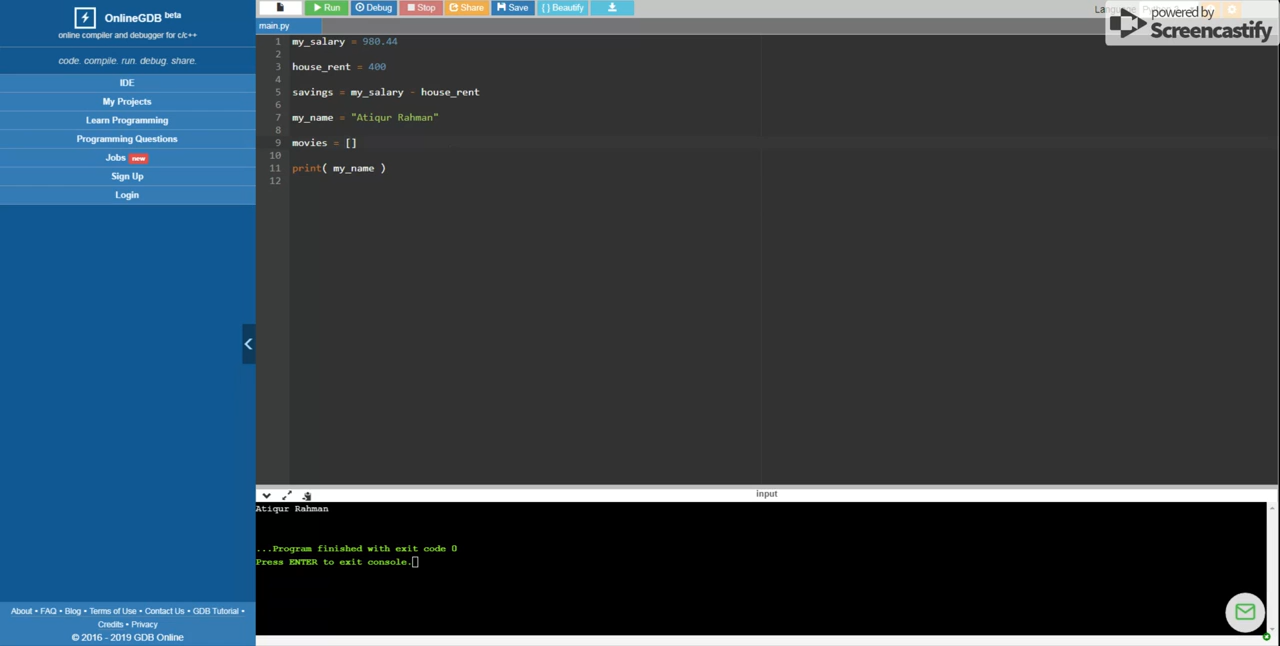 OnlineGDB beta
online compiler and debugger for c/c++
code. compile. run. debug. share.
IDE
My Projects
Learn Programming
Programming Questions
Jobs new
Sign Up
Login
About • FAQ • Blog • Terms of Use • Contact Us • GDB Tutorial •
Credits • Privacy
© 2016 - 2019 GDB Online
Run Debug Stop Share Save { } Beautify
powered by
Screencastify
main.py
1 my_salary = 980.44
2
3 house_rent = 400
4
5 savings = my_salary - house_rent
6
7 my_name = "Atiqur Rahman"
8
9 movies = []
10
11 print( my_name )
12
input
Atiqur Rahman
...Program finished with exit code 0
Press ENTER to exit console.